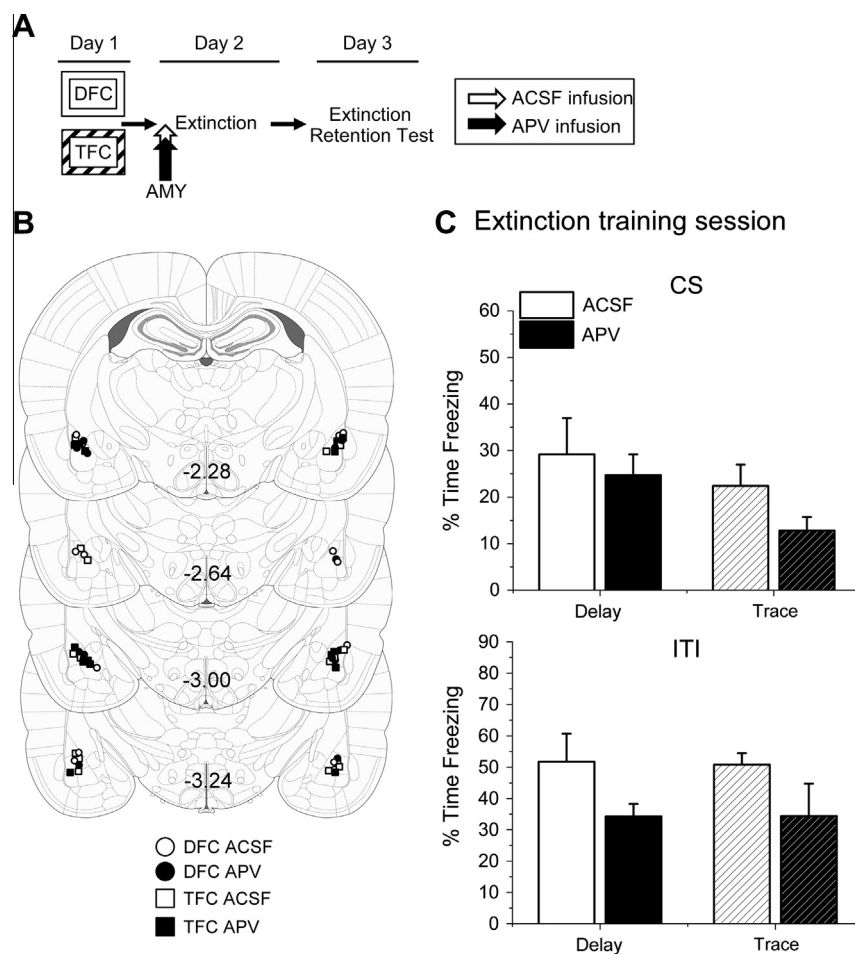 A
Day 1
Day 2
Day 3
DFC
TFC
Extinction
AMY
Extinction
Retention Test
ACSF infusion
APV infusion
B
-2.28
-2.64
-3.00
-3.24
DFC ACSF
DFC APV
TFC ACSF
TFC APV
C Extinction training session
CS
ACSF
APV
% Time Freezing
60
50
40
30
20
10
0
Delay
Trace
ITI
% Time Freezing
90
80
70
60
50
40
30
20
10
0
Delay
Trace